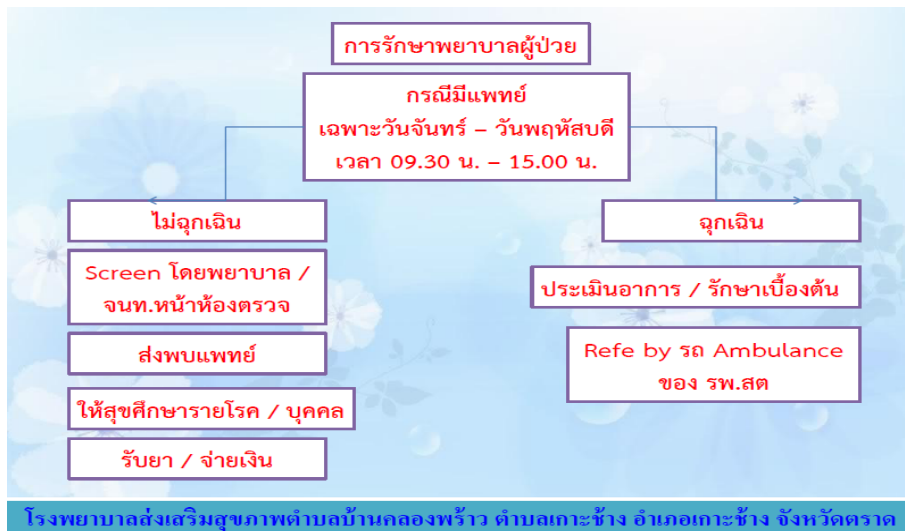 การรักษาพยาบาลผู้ป่วย
กรณีมีแพทย์
เฉพาะวันจันทร์ – วันพฤหัสบดี
เวลา 09.30 น. – 15.00 น.
ไม่ฉุกเฉิน
Screen โดยพยาบาล /
จนท.หน้าห้องตรวจ
ส่งพบแพทย์
ให้สุขศึกษารายโรค / บุคคล
รับยา / จ่ายเงิน
ฉุกเฉิน
ประเมินอาการ / รักษาเบื้องต้น
Refe by รถ Ambulance
ของ รพ.สต
โรงพยาบาลส่งเสริมสุขภาพตำบลบ้านคลองพร้าว ตำบลเกาะช้าง อำเภอเกาะช้าง จังหวัดตราด